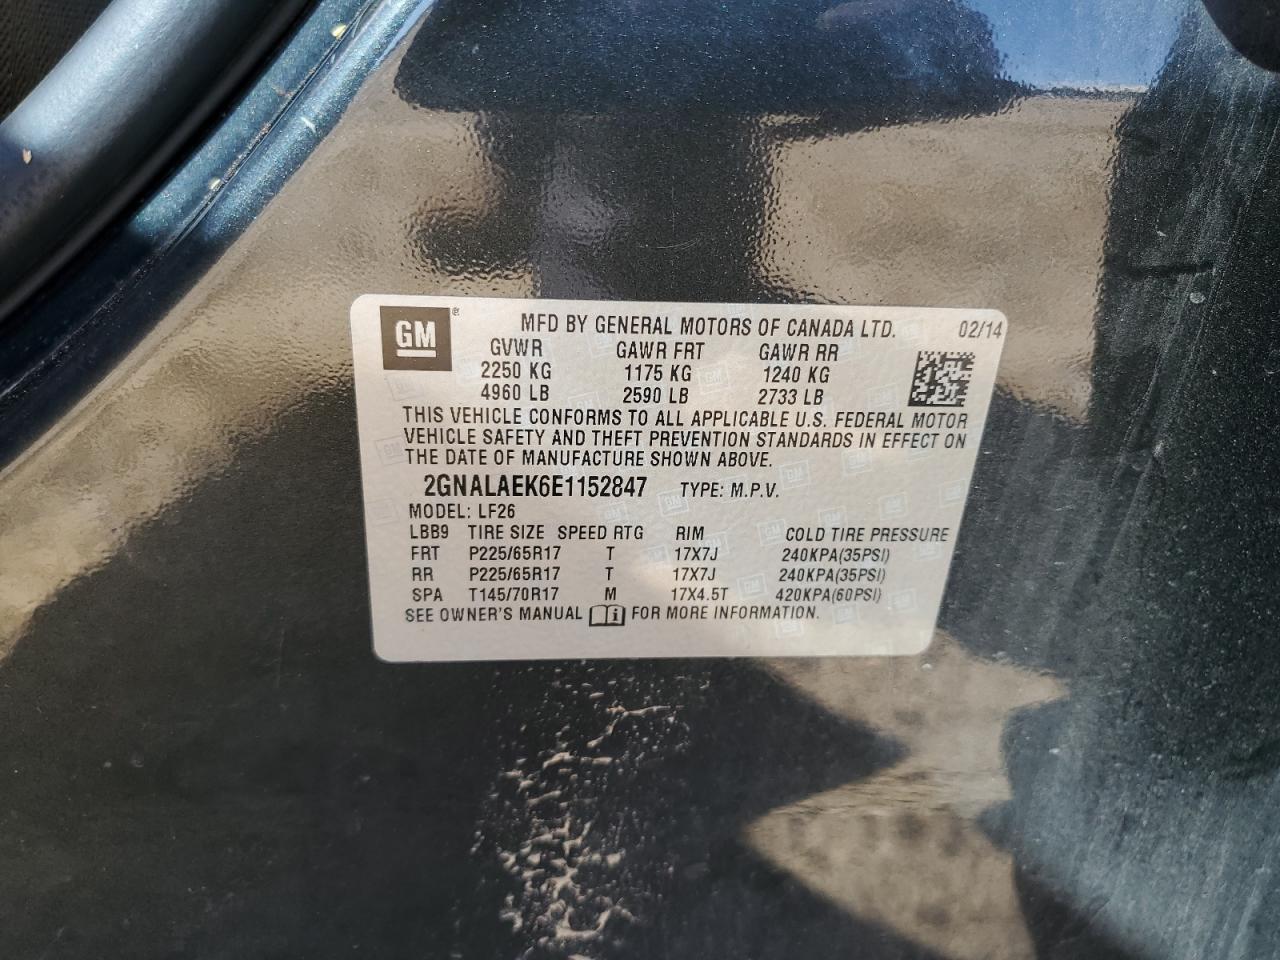 GM ® MFD BY GENERAL MOTORS OF CANADA LTD. 02/14
GVWR GAWR FRT GAWR RR
2250 KG 1175 KG 1240 KG
4960 LB 2590 LB 2733 LB
THIS VEHICLE CONFORMS TO ALL APPLICABLE U.S. FEDERAL MOTOR
VEHICLE SAFETY AND THEFT PREVENTION STANDARDS IN EFFECT ON
THE DATE OF MANUFACTURE SHOWN ABOVE.
2GNALAEK6E1152847 TYPE: M.P.V.
MODEL: LF26
LBB9 TIRE SIZE SPEED RTG RIM COLD TIRE PRESSURE
FRT P225/65R17 T 17X7J 240KPA(35PSI)
RR P225/65R17 T 17X7J 240KPA(35PSI)
SPA T145/70R17 M 17X4.5T 420KPA(60PSI)
SEE OWNER'S MANUAL i FOR MORE INFORMATION.